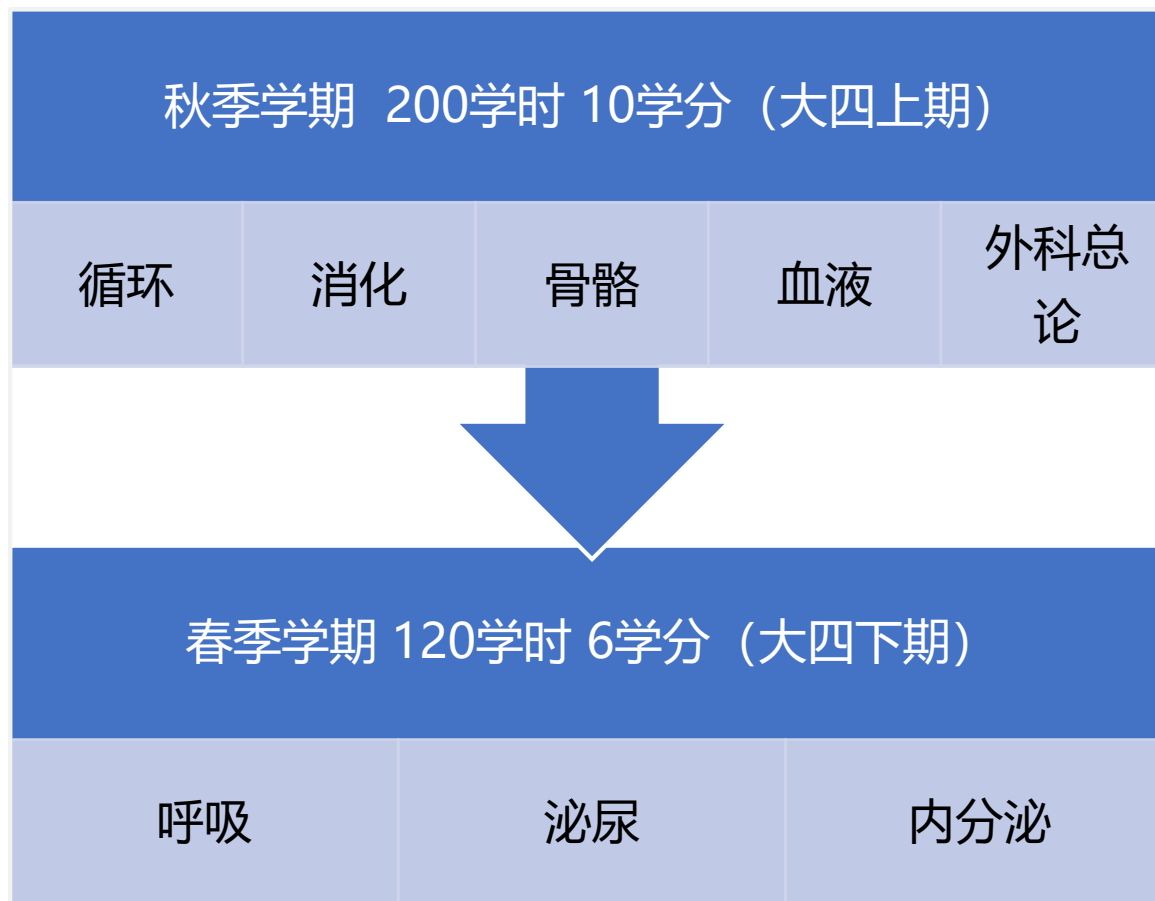 秋季学期  200学时 10学分（大四上期）
循环
消化
骨骼
血液
外科总
论
春季学期 120学时 6学分（大四下期）
呼吸
泌尿
内分泌